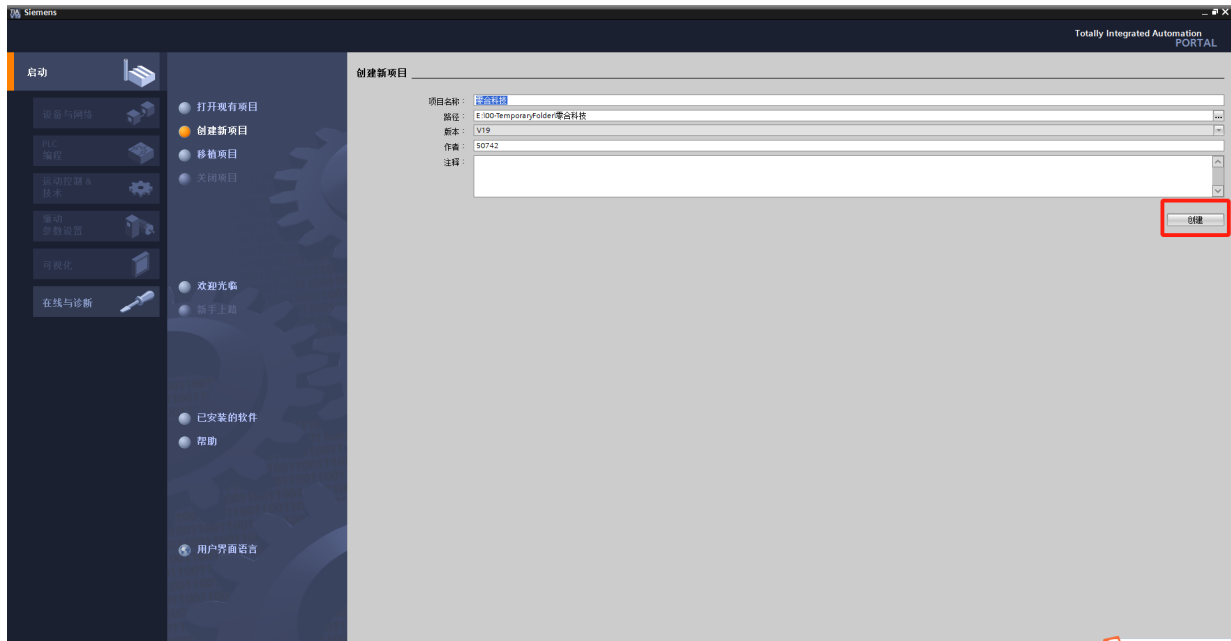 Siemens
Totally Integrated Automation
PORTAL
启动
设备与网络
PLC
编程
运动控制 &
技术
驱动
参数设置
可视化
在线与诊断
打开现有项目
创建新项目
移植项目
关闭项目
欢迎光临
新手上路
已安装的软件
帮助
用户界面语言
创建新项目
项目名称：零合科技
路径：E:\00-TemporaryFolder\零合科技
版本：V19
作者：50742
注释：
创建